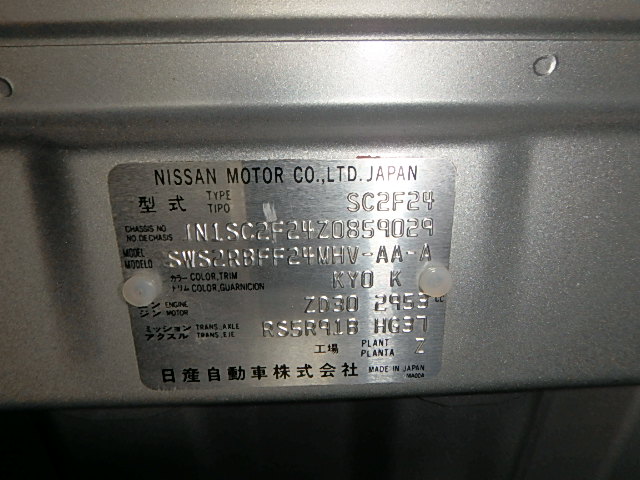 NISSAN MOTOR CO.,LTD. JAPAN
型式 TYPE TIPO SC2F24
CHASSIS NO NO.DE CHASIS JN1SC2F24Z0859029
MODEL MODELO SWS2RBFF24MHV-AA-A
カラー COLOR,TRIM トリム COLOR,GUARNICION KY0 K
エンジン ENGINE MOTOR ZD30 2953 CC
ミッション アクスル TRANS.,AXLE TRANS.,EJE RS5R91B HG37
工場 PLANT PLANTA Z
日産自動車株式会社 MADE IN JAPAN